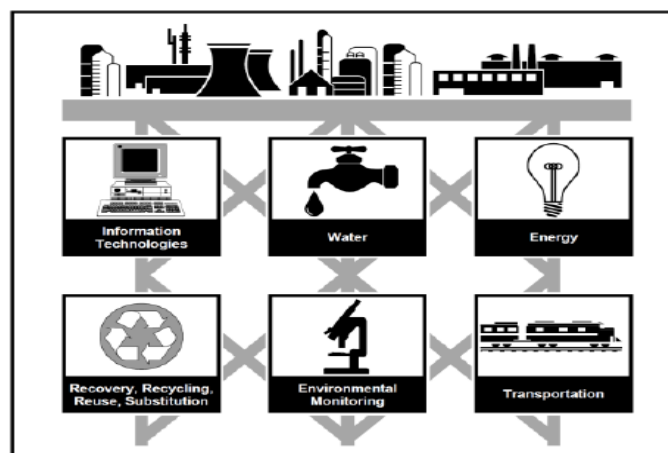 Information
Technologies
Water
Energy
Recovery, Recycling,
Reuse, Substitution
Environmental
Monitoring
Transportation